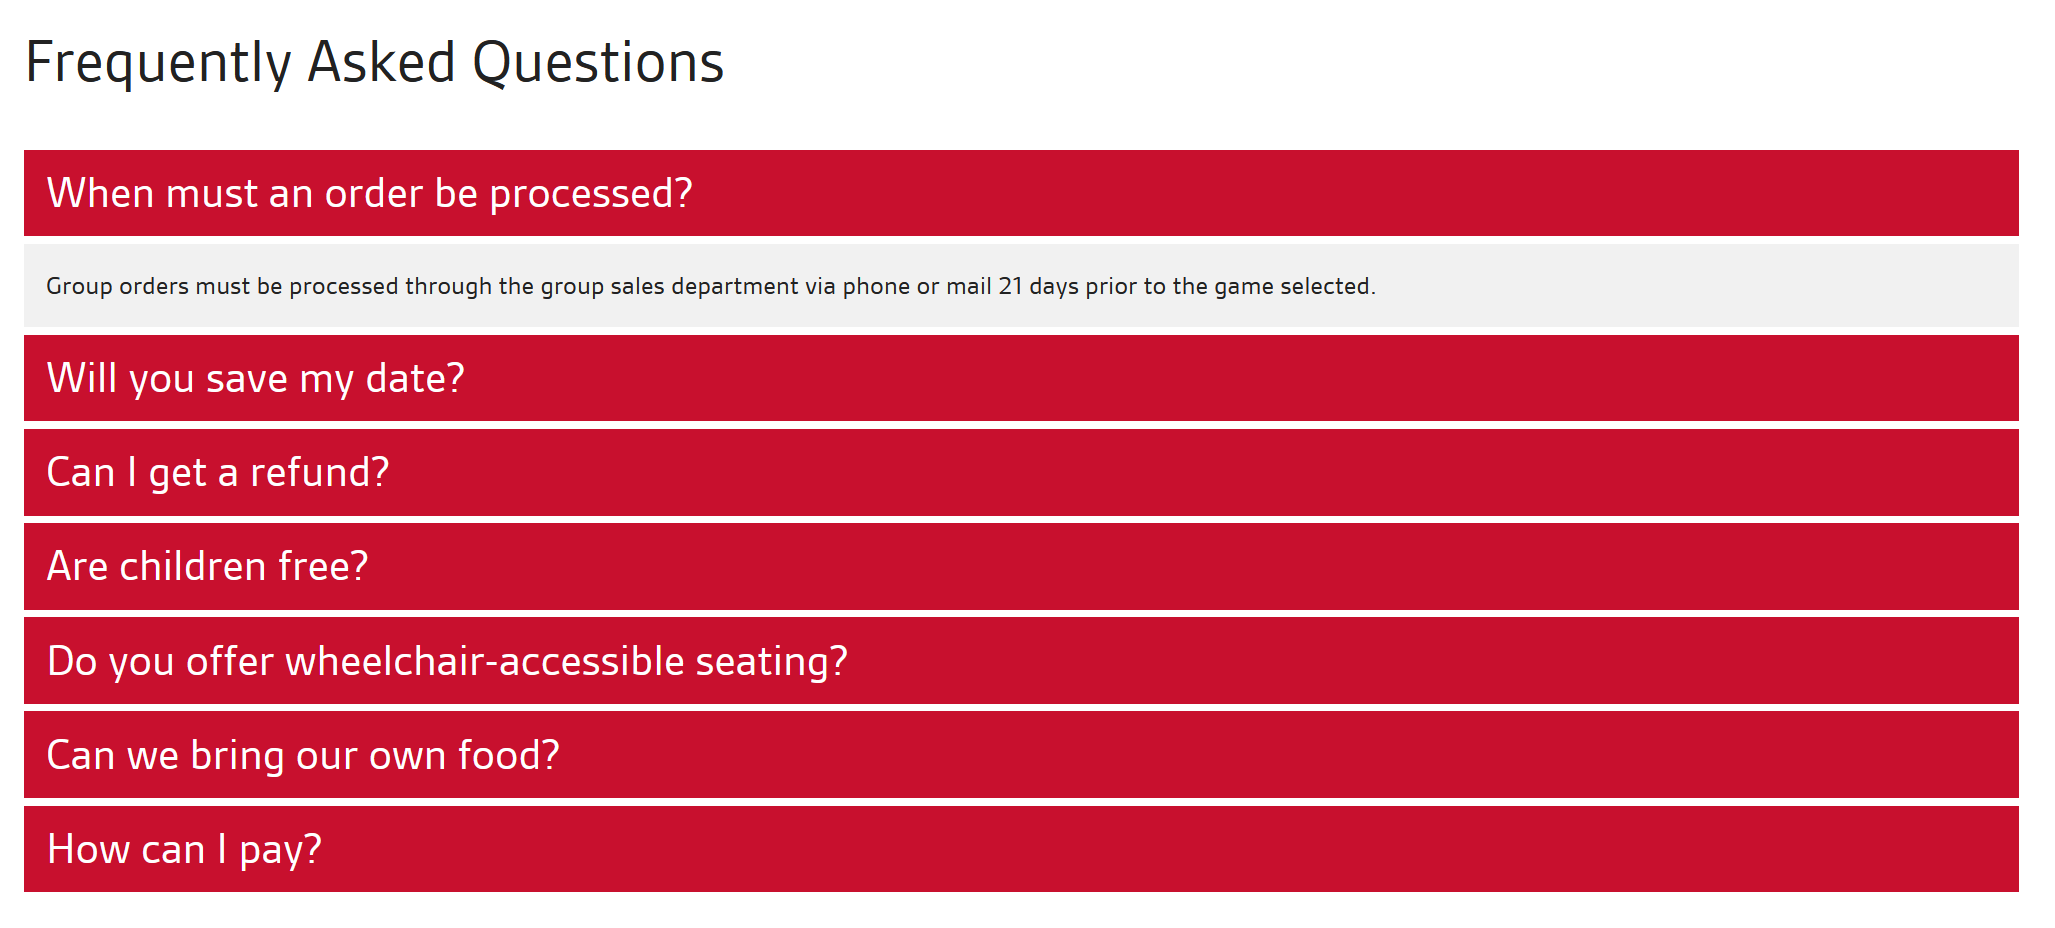 Frequently Asked Questions
When must an order be processed?
Group orders must be processed through the group sales department via phone or mail 21 days prior to the game selected.
Will you save my date?
Can I get a refund?
Are children free?
Do you offer wheelchair-accessible seating?
Can we bring our own food?
How can I pay?